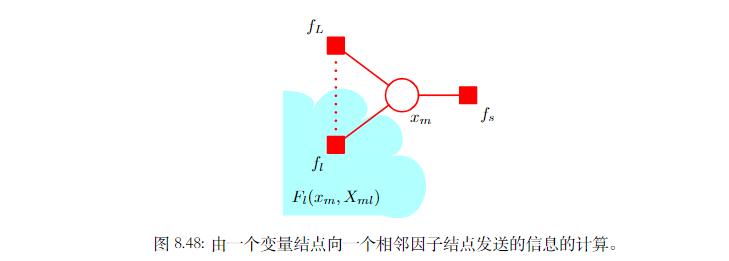 f_L
x_m
f_s
f_l
F_l(x_m, X_{ml})
图 8.48: 由一个变量结点向一个相邻因子结点发送的信息的计算。